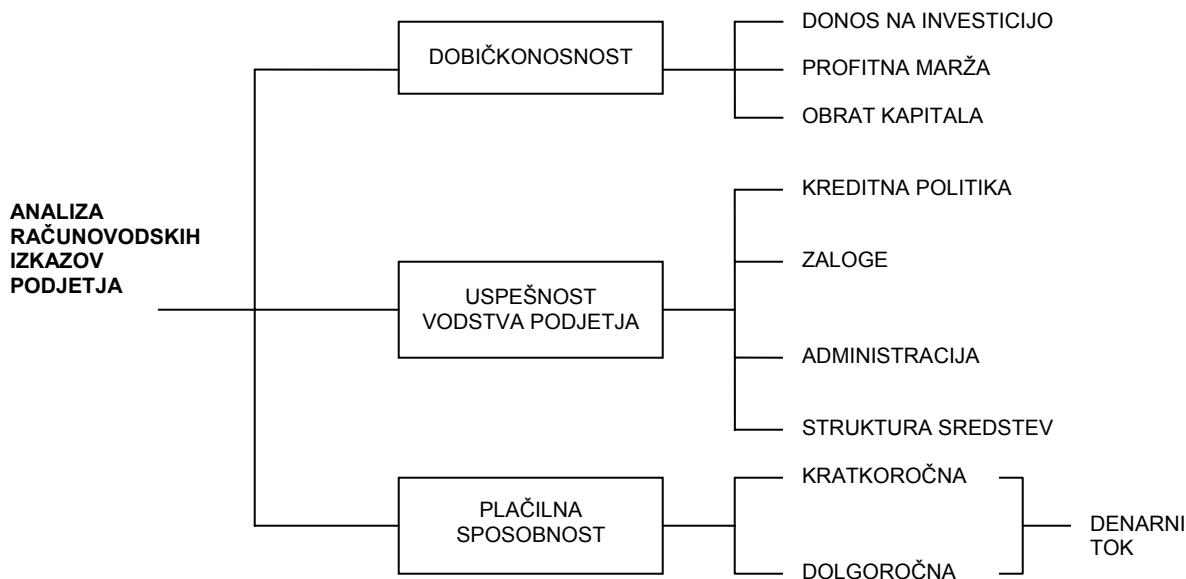 ANALIZA
RAČUNOVODSKIH
IZKAZOV
PODJETJA
DOBIČKONOSNOST
DONOS NA INVESTICIJO
PROFITNA MARŽA
OBRAT KAPITALA
USPEŠNOST
VODSTVA PODJETJA
KREDITNA POLITIKA
ZALOGE
ADMINISTRACIJA
STRUKTURA SREDSTEV
PLAČILNA
SPOSOBNOST
KRATKOROČNA
DOLGOROČNA
DENARNI
TOK